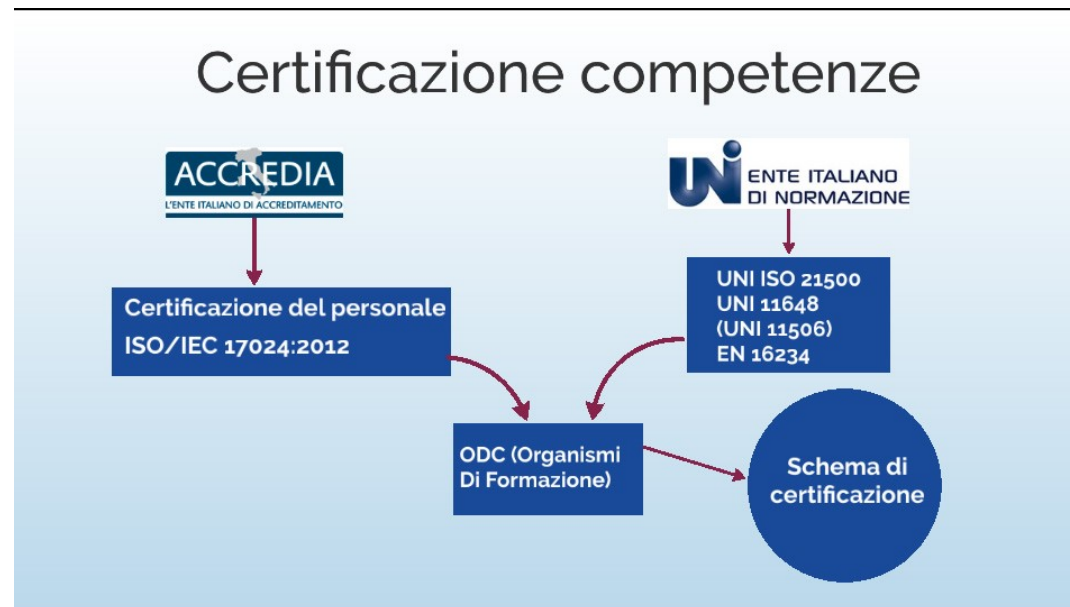 Certificazione competenze
ACCREDIA
L'ENTE ITALIANO DI ACCREDITAMENTO
UNI ENTE ITALIANO
DI NORMAZIONE
Certificazione del personale
ISO/IEC 17024:2012
UNI ISO 21500
UNI 11648
(UNI 11506)
EN 16234
ODC (Organismi
Di Formazione)
Schema di
certificazione